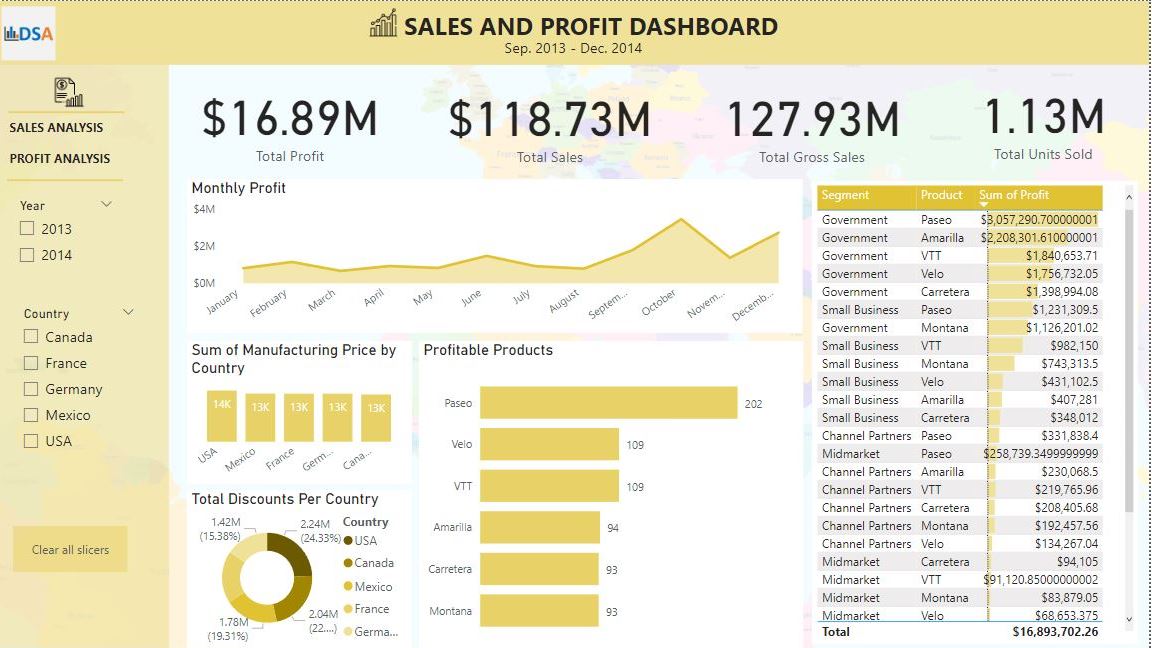 DSA
SALES AND PROFIT DASHBOARD
Sep. 2013 - Dec. 2014
SALES ANALYSIS
PROFIT ANALYSIS
Year
2013
2014
Country
Canada
France
Germany
Mexico
USA
Clear all slicers
$16.89M
Total Profit
$118.73M
Total Sales
127.93M
Total Gross Sales
1.13M
Total Units Sold
Monthly Profit
$4M
$2M
$0M
January
February
March
April
May
June
July
August
Septem...
October
Novem...
Decemb...
Sum of Manufacturing Price by
Country
14K 13K 13K 13K 13K
USA Mexico France Germ... Cana...
Total Discounts Per Country
1.42M
(15.38%)
2.24M
(24.33%)
2.04M
(22....)
1.78M
(19.31%)
Country
USA
Canada
Mexico
France
Germa...
Profitable Products
Paseo 202
Velo 109
VTT 109
Amarilla 94
Carretera 93
Montana 93
Segment Product Sum of Profit
Government Paseo $3,057,290.700000001
Government Amarilla $2,208,301.610000001
Government VTT $1,840,653.71
Government Velo $1,756,732.05
Government Carretera $1,398,994.08
Small Business Paseo $1,231,309.5
Government Montana $1,126,201.02
Small Business VTT $982,150
Small Business Montana $743,313.5
Small Business Velo $431,102.5
Small Business Amarilla $407,281
Small Business Carretera $348,012
Channel Partners Paseo $331,838.4
Midmarket Paseo $258,739.3499999999
Channel Partners Amarilla $230,068.5
Channel Partners VTT $219,765.96
Channel Partners Carretera $208,405.68
Channel Partners Montana $192,457.56
Channel Partners Velo $134,267.04
Midmarket Carretera $94,105
Midmarket VTT $91,120.85000000002
Midmarket Montana $83,879.05
Midmarket Velo $68,653.375
Total $16,893,702.26